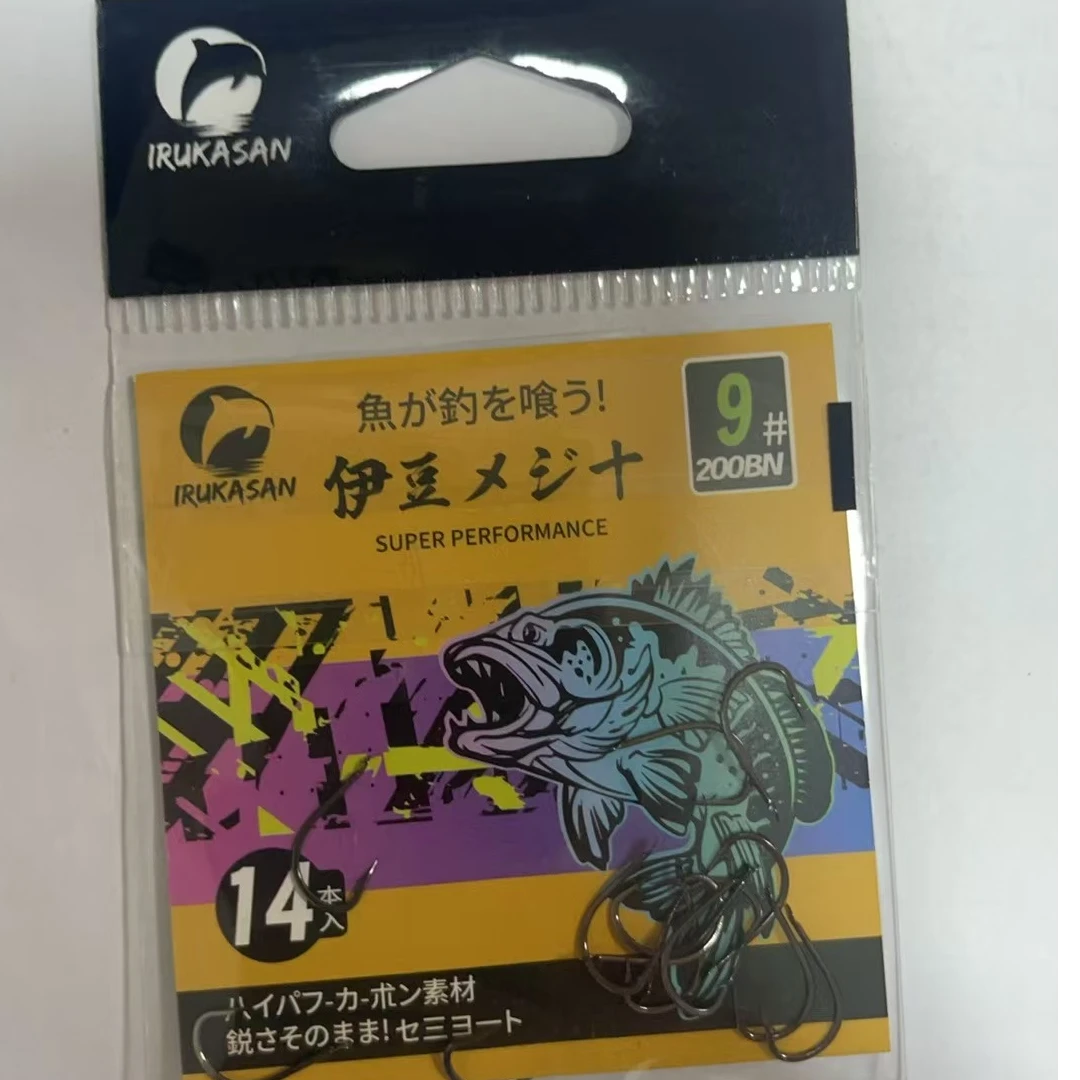 IRUKASAN
IRUKASAN
魚が釣を喰う!
伊豆メジナ
SUPER PERFORMANCE
9#
200BN
14本入
ハイパフ-カ-ボン素材
鋭さそのまま!セ三ヨート